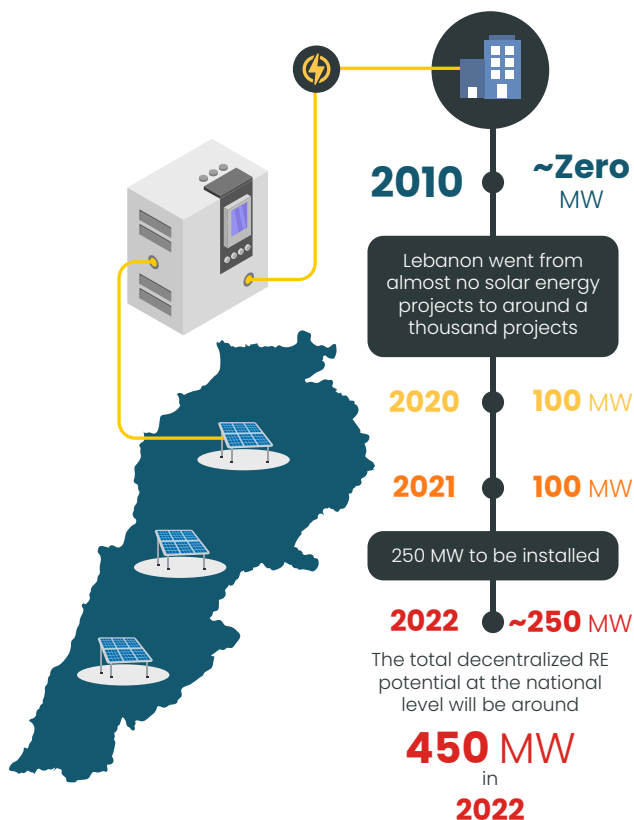 2010
~Zero
MW
Lebanon went from
almost no solar energy
projects to around a
thousand projects
2020 100 MW
2021 100 MW
250 MW to be installed
2022 ~250 MW
The total decentralized RE
potential at the national
level will be around
450 MW
in
2022